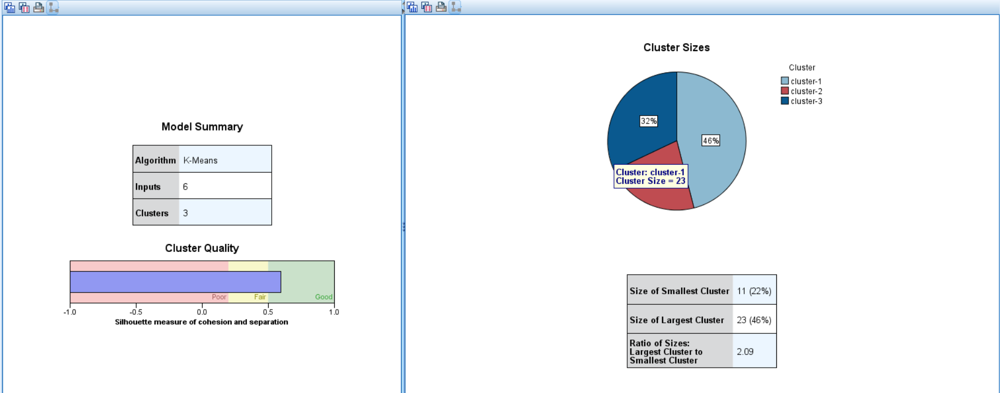 Model Summary
Algorithm K-Means
Inputs 6
Clusters 3
Cluster Quality
Poor Fair Good
-1.0 -0.5 0.0 0.5 1.0
Silhouette measure of cohesion and separation
Cluster Sizes
Cluster
cluster-1
cluster-2
cluster-3
32%
46%
Cluster: cluster-1
Cluster Size = 23
Size of Smallest Cluster 11 (22%)
Size of Largest Cluster 23 (46%)
Ratio of Sizes:
Largest Cluster to 2.09
Smallest Cluster